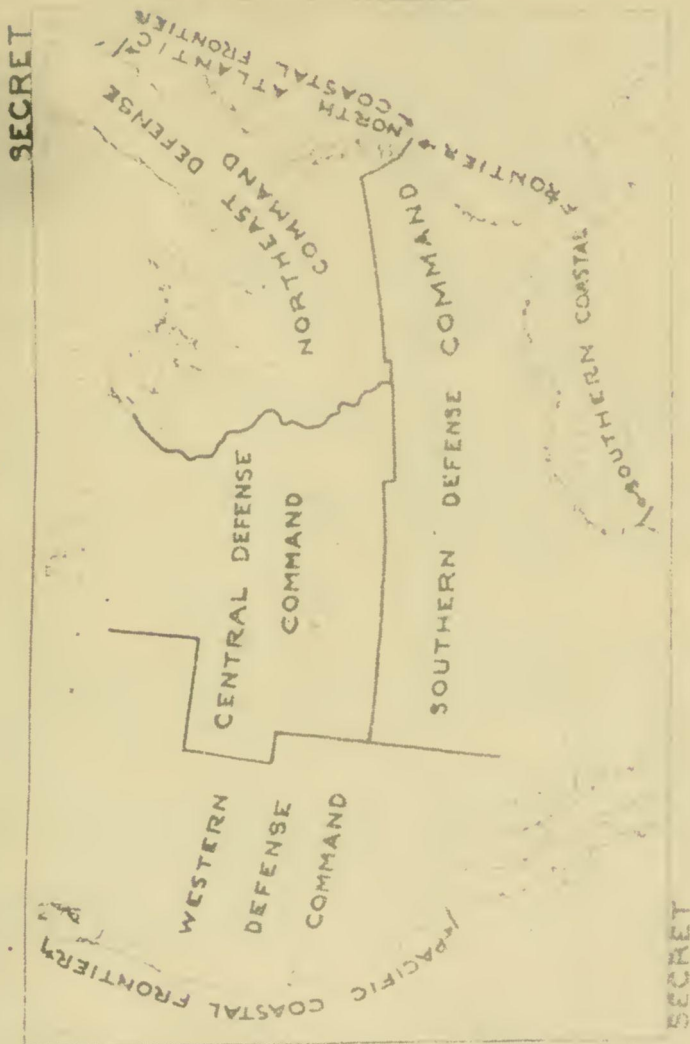 SECRET
NORTH ATLANTIC
COASTAL FRONTIER
NORTHEAST DEFENSE
COMMAND
CENTRAL DEFENSE
COMMAND
WESTERN
DEFENSE
COMMAND
SOUTHERN DEFENSE COMMAND
PACIFIC COASTAL FRONTIER
SOUTHERN COASTAL FRONTIER
SECRET